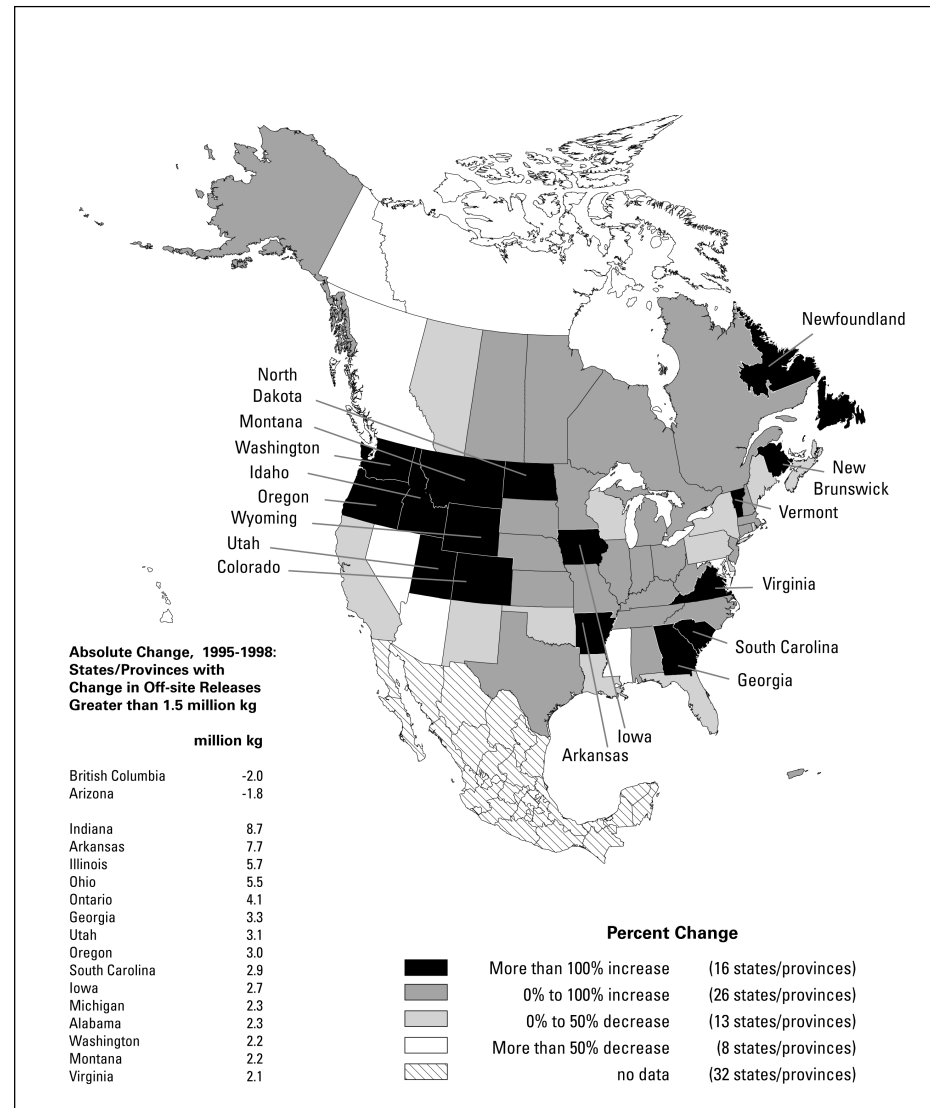 Newfoundland
North
Dakota
Montana
Washington
Idaho
Oregon
Wyoming
Utah
Colorado
New
Brunswick
Vermont
Virginia
South Carolina
Georgia
Iowa
Arkansas
Absolute Change, 1995-1998:
States/Provinces with
Change in Off-site Releases
Greater than 1.5 million kg
million kg
British Columbia -2.0
Arizona -1.8
Indiana 8.7
Arkansas 7.7
Illinois 5.7
Ohio 5.5
Ontario 4.1
Georgia 3.3
Utah 3.1
Oregon 3.0
South Carolina 2.9
Iowa 2.7
Michigan 2.3
Alabama 2.3
Washington 2.2
Montana 2.2
Virginia 2.1
Percent Change
More than 100% increase (16 states/provinces)
0% to 100% increase (26 states/provinces)
0% to 50% decrease (13 states/provinces)
More than 50% decrease (8 states/provinces)
no data (32 states/provinces)